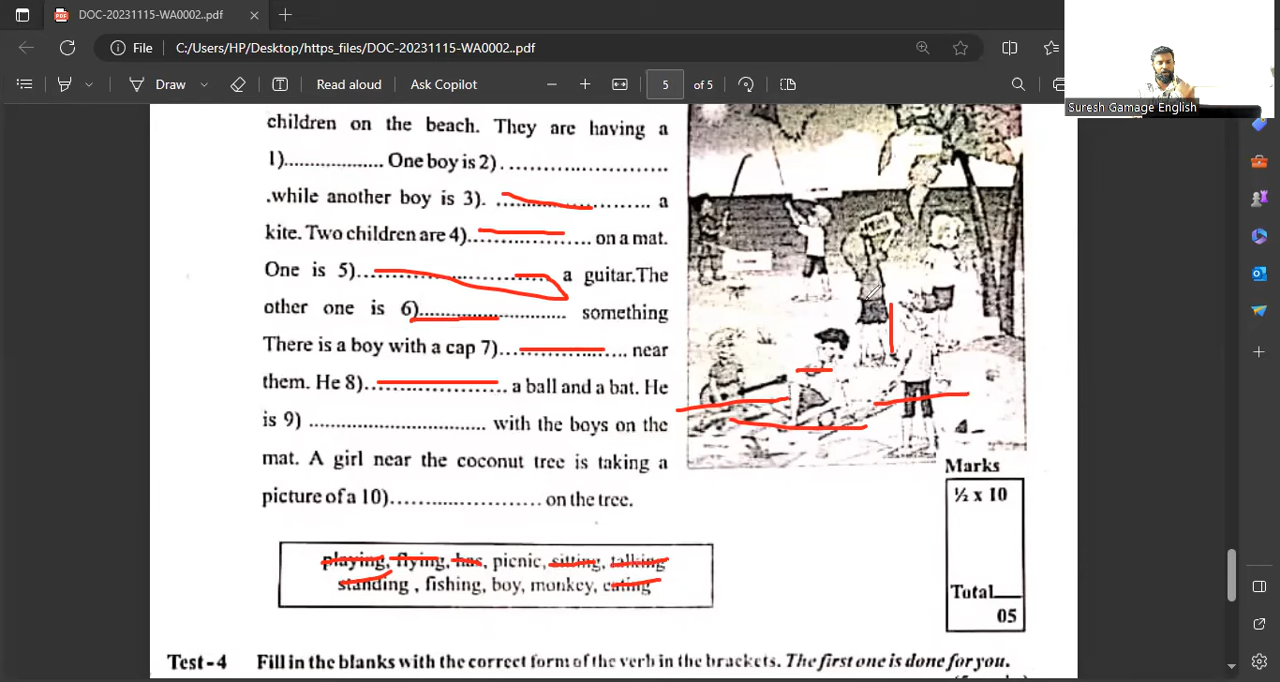 DOC-20231115-WA0002..pdf
File C:/Users/HP/Desktop/https_files/DOC-20231115-WA0002..pdf
Draw Read aloud Ask Copilot 5 of 5
Suresh Gamage English
children on the beach. They are having a
1)................. One boy is 2) .............................
.while another boy is 3). .......................... a
kite. Two children are 4)..................... on a mat.
One is 5)................................ a guitar.The
other one is 6)......................... something
There is a boy with a cap 7)................... near
them. He 8)....................... a ball and a bat. He
is 9) ............................... with the boys on the
mat. A girl near the coconut tree is taking a
picture of a 10).......................... on the tree.
Marks
½ x 10
Total
05
playing, flying, has, picnic, sitting, talking
standing , fishing, boy, monkey, eating
Test-4 Fill in the blanks with the correct form of the verb in the brackets. The first one is done for you.